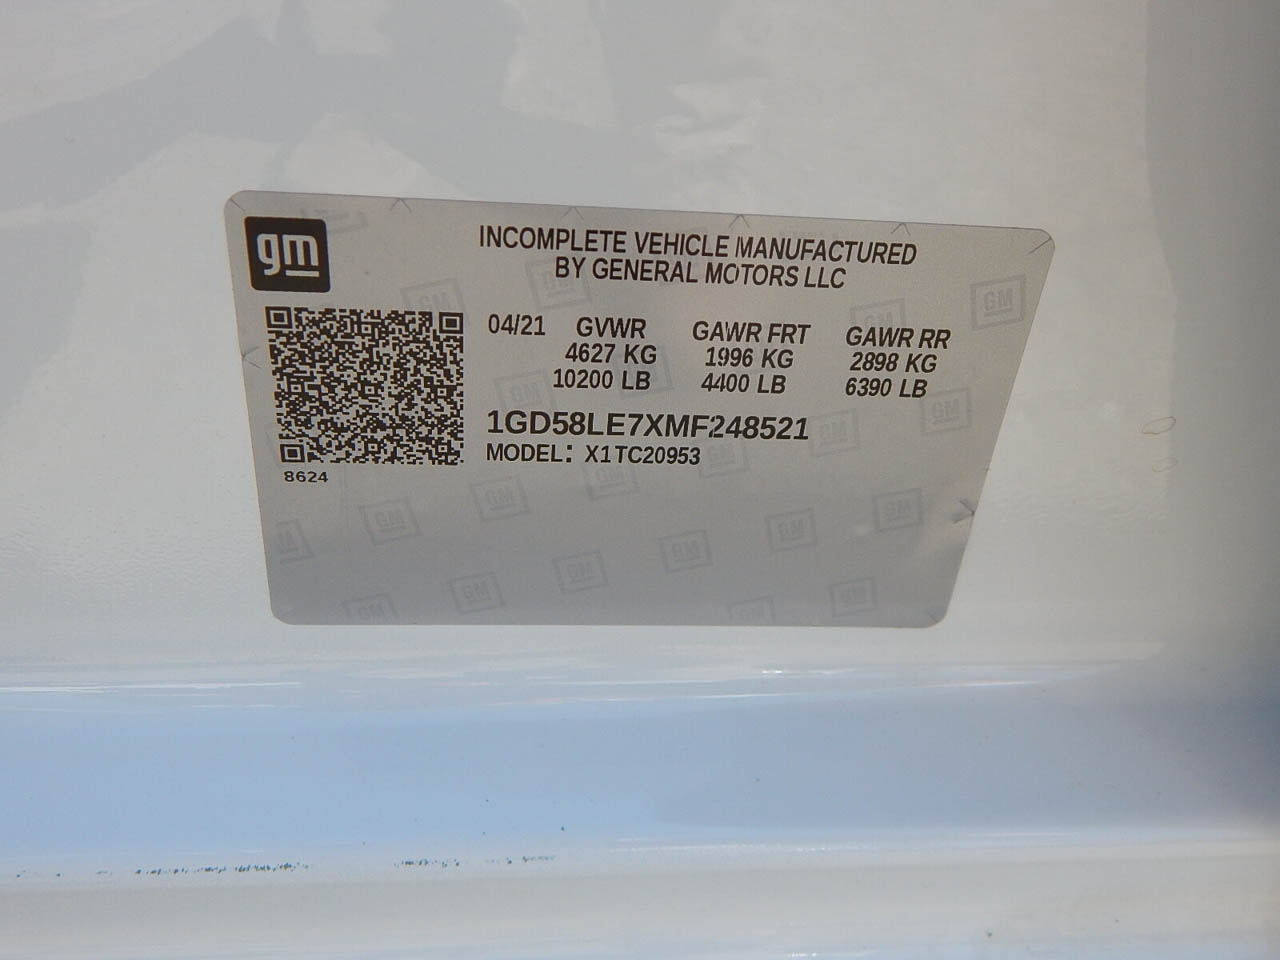 gm
INCOMPLETE VEHICLE MANUFACTURED
BY GENERAL MOTORS LLC
04/21 GVWR GAWR FRT GAWR RR
4627 KG 1996 KG 2898 KG
10200 LB 4400 LB 6390 LB
1GD58LE7XMF248521
MODEL: X1TC20953
8624